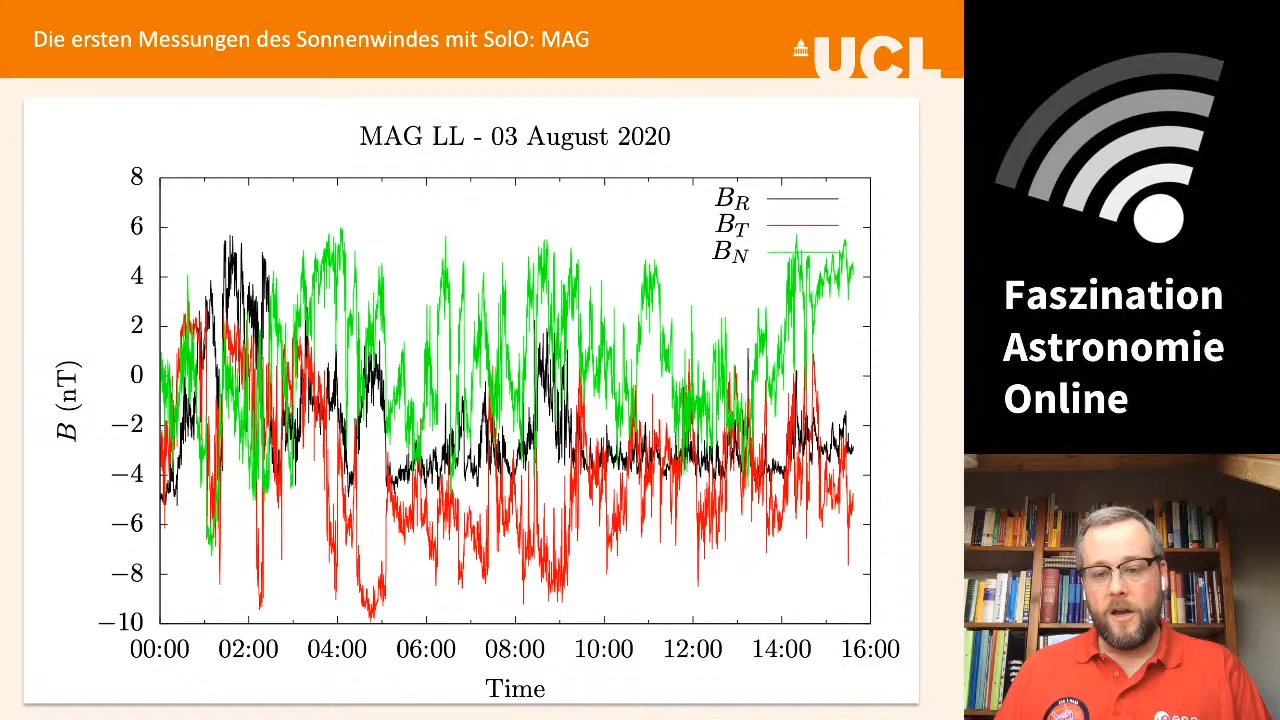 Die ersten Messungen des Sonnenwindes mit SolO: MAG
UCL
MAG LL - 03 August 2020
B_R
B_T
B_N
8
6
4
2
0
−2
−4
−6
−8
−10
B (nT)
00:00 02:00 04:00 06:00 08:00 10:00 12:00 14:00 16:00
Time
Faszination
Astronomie
Online
esa